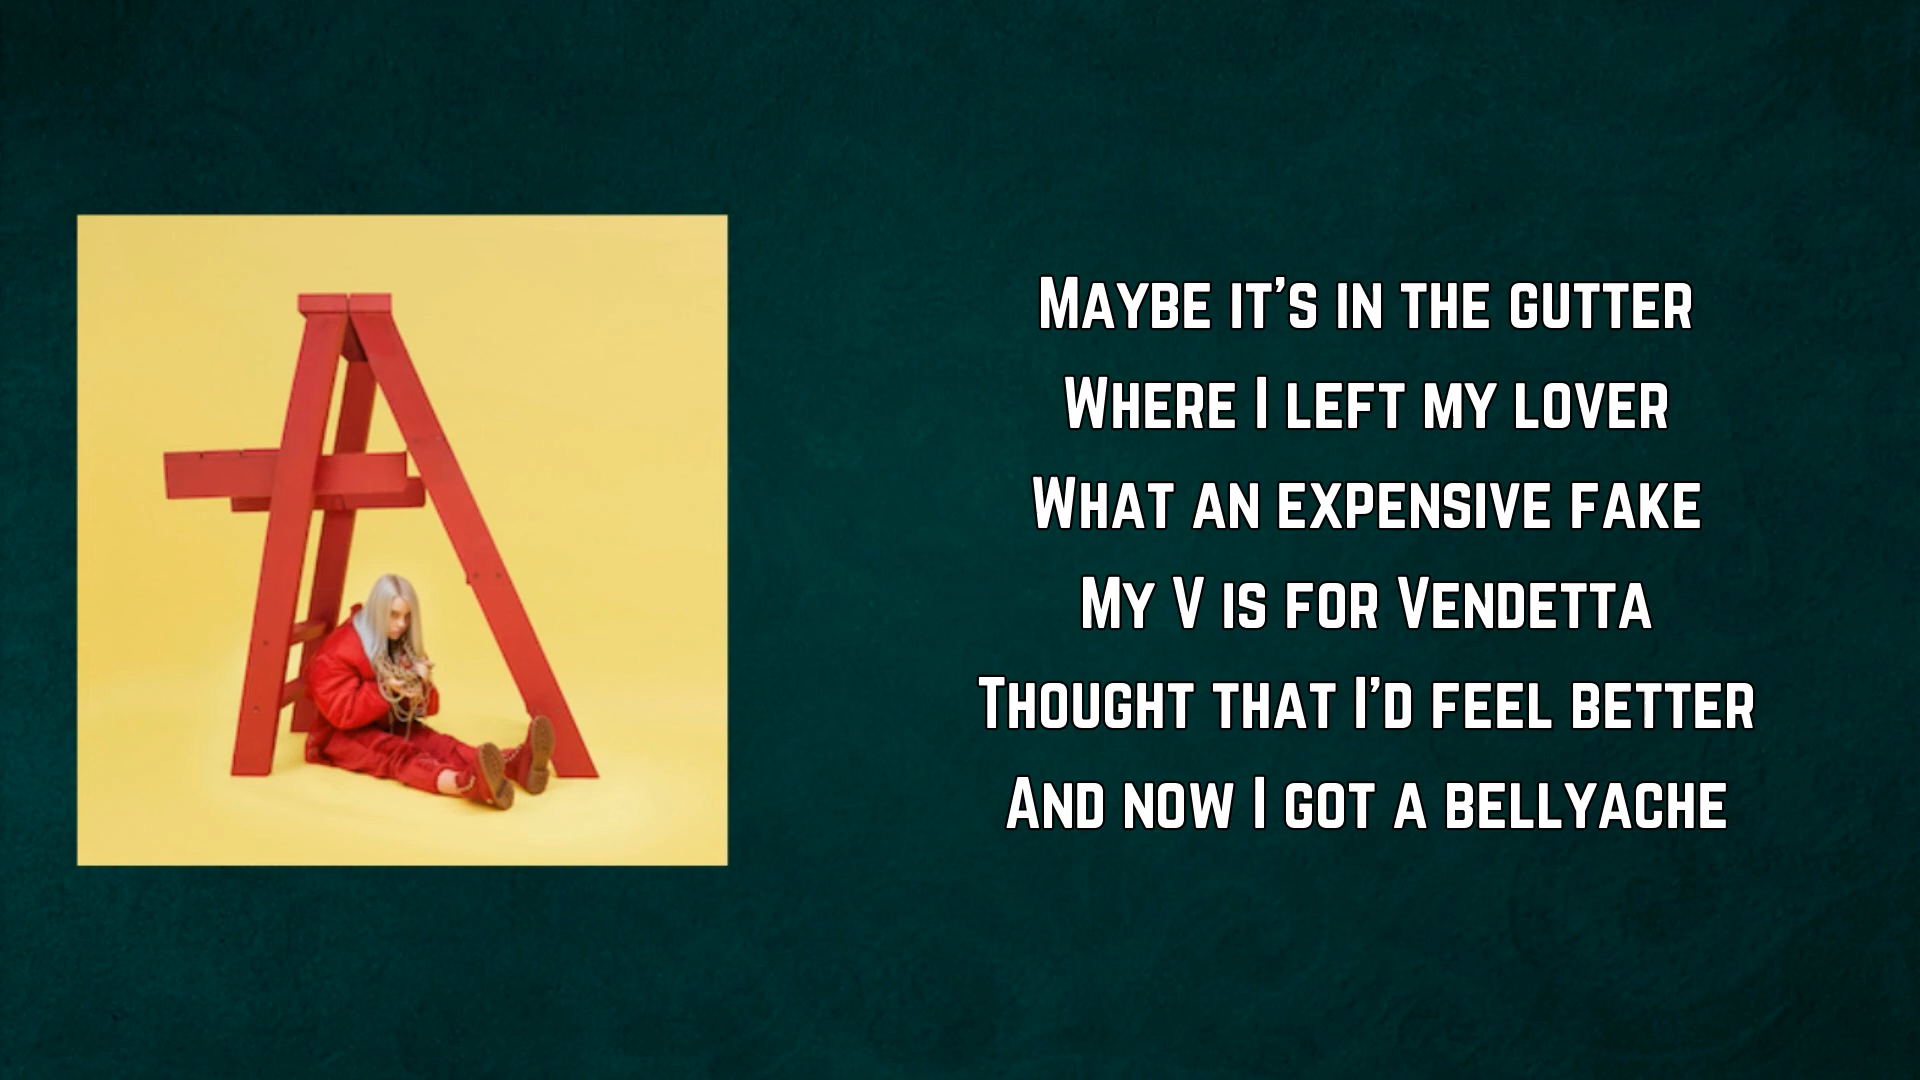 Maybe it's in the gutter
Where I left my lover
What an expensive fake
My V is for Vendetta
Thought that I'd feel better
And now I got a bellyache